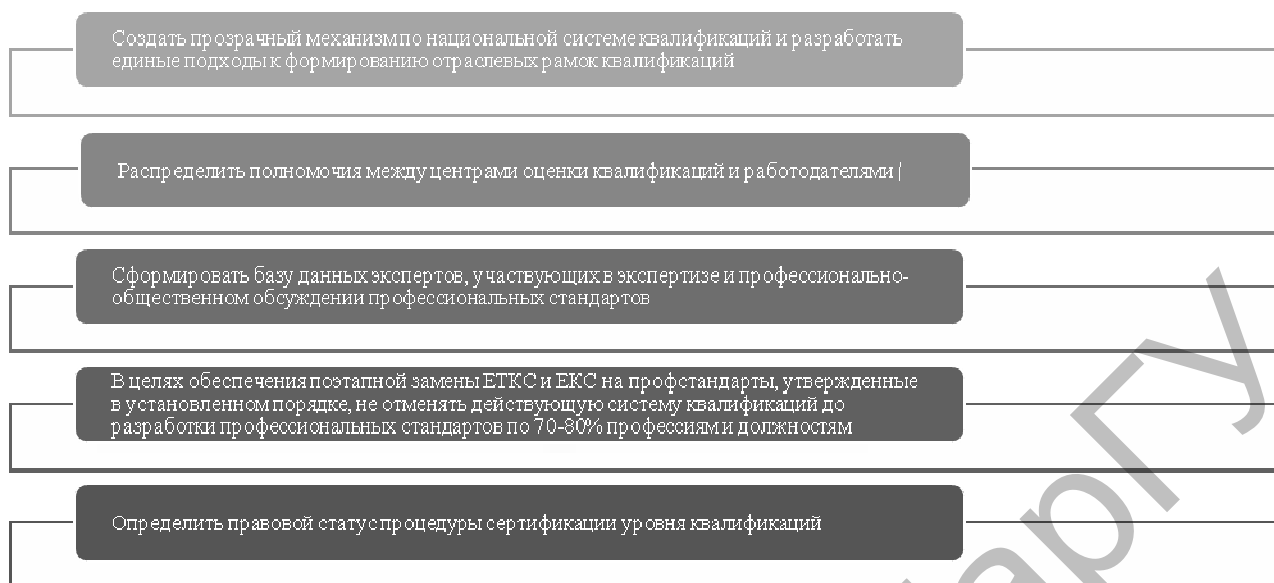 Создать прозрачный механизм по национальной системе квалификаций и разработать
единые подходы к формированию отраслевых рамок квалификаций
Распределить полномочия между центрами оценки квалификаций и работодателями (
Сформировать базу данных экспертов, участвующих в экспертизе и профессионально-
общественном обсуждении профессиональных стандартов
В целях обеспечения поэтапной замены ЕТКС и ЕКС на профстандарты, утвержденные
в установленном порядке, не отменять действующую систему квалификаций до
разработки профессиональных стандартов по 70-80% профессиям и должностям
Определить правовой статус процедуры сертификации уровня квалификаций
арГУ